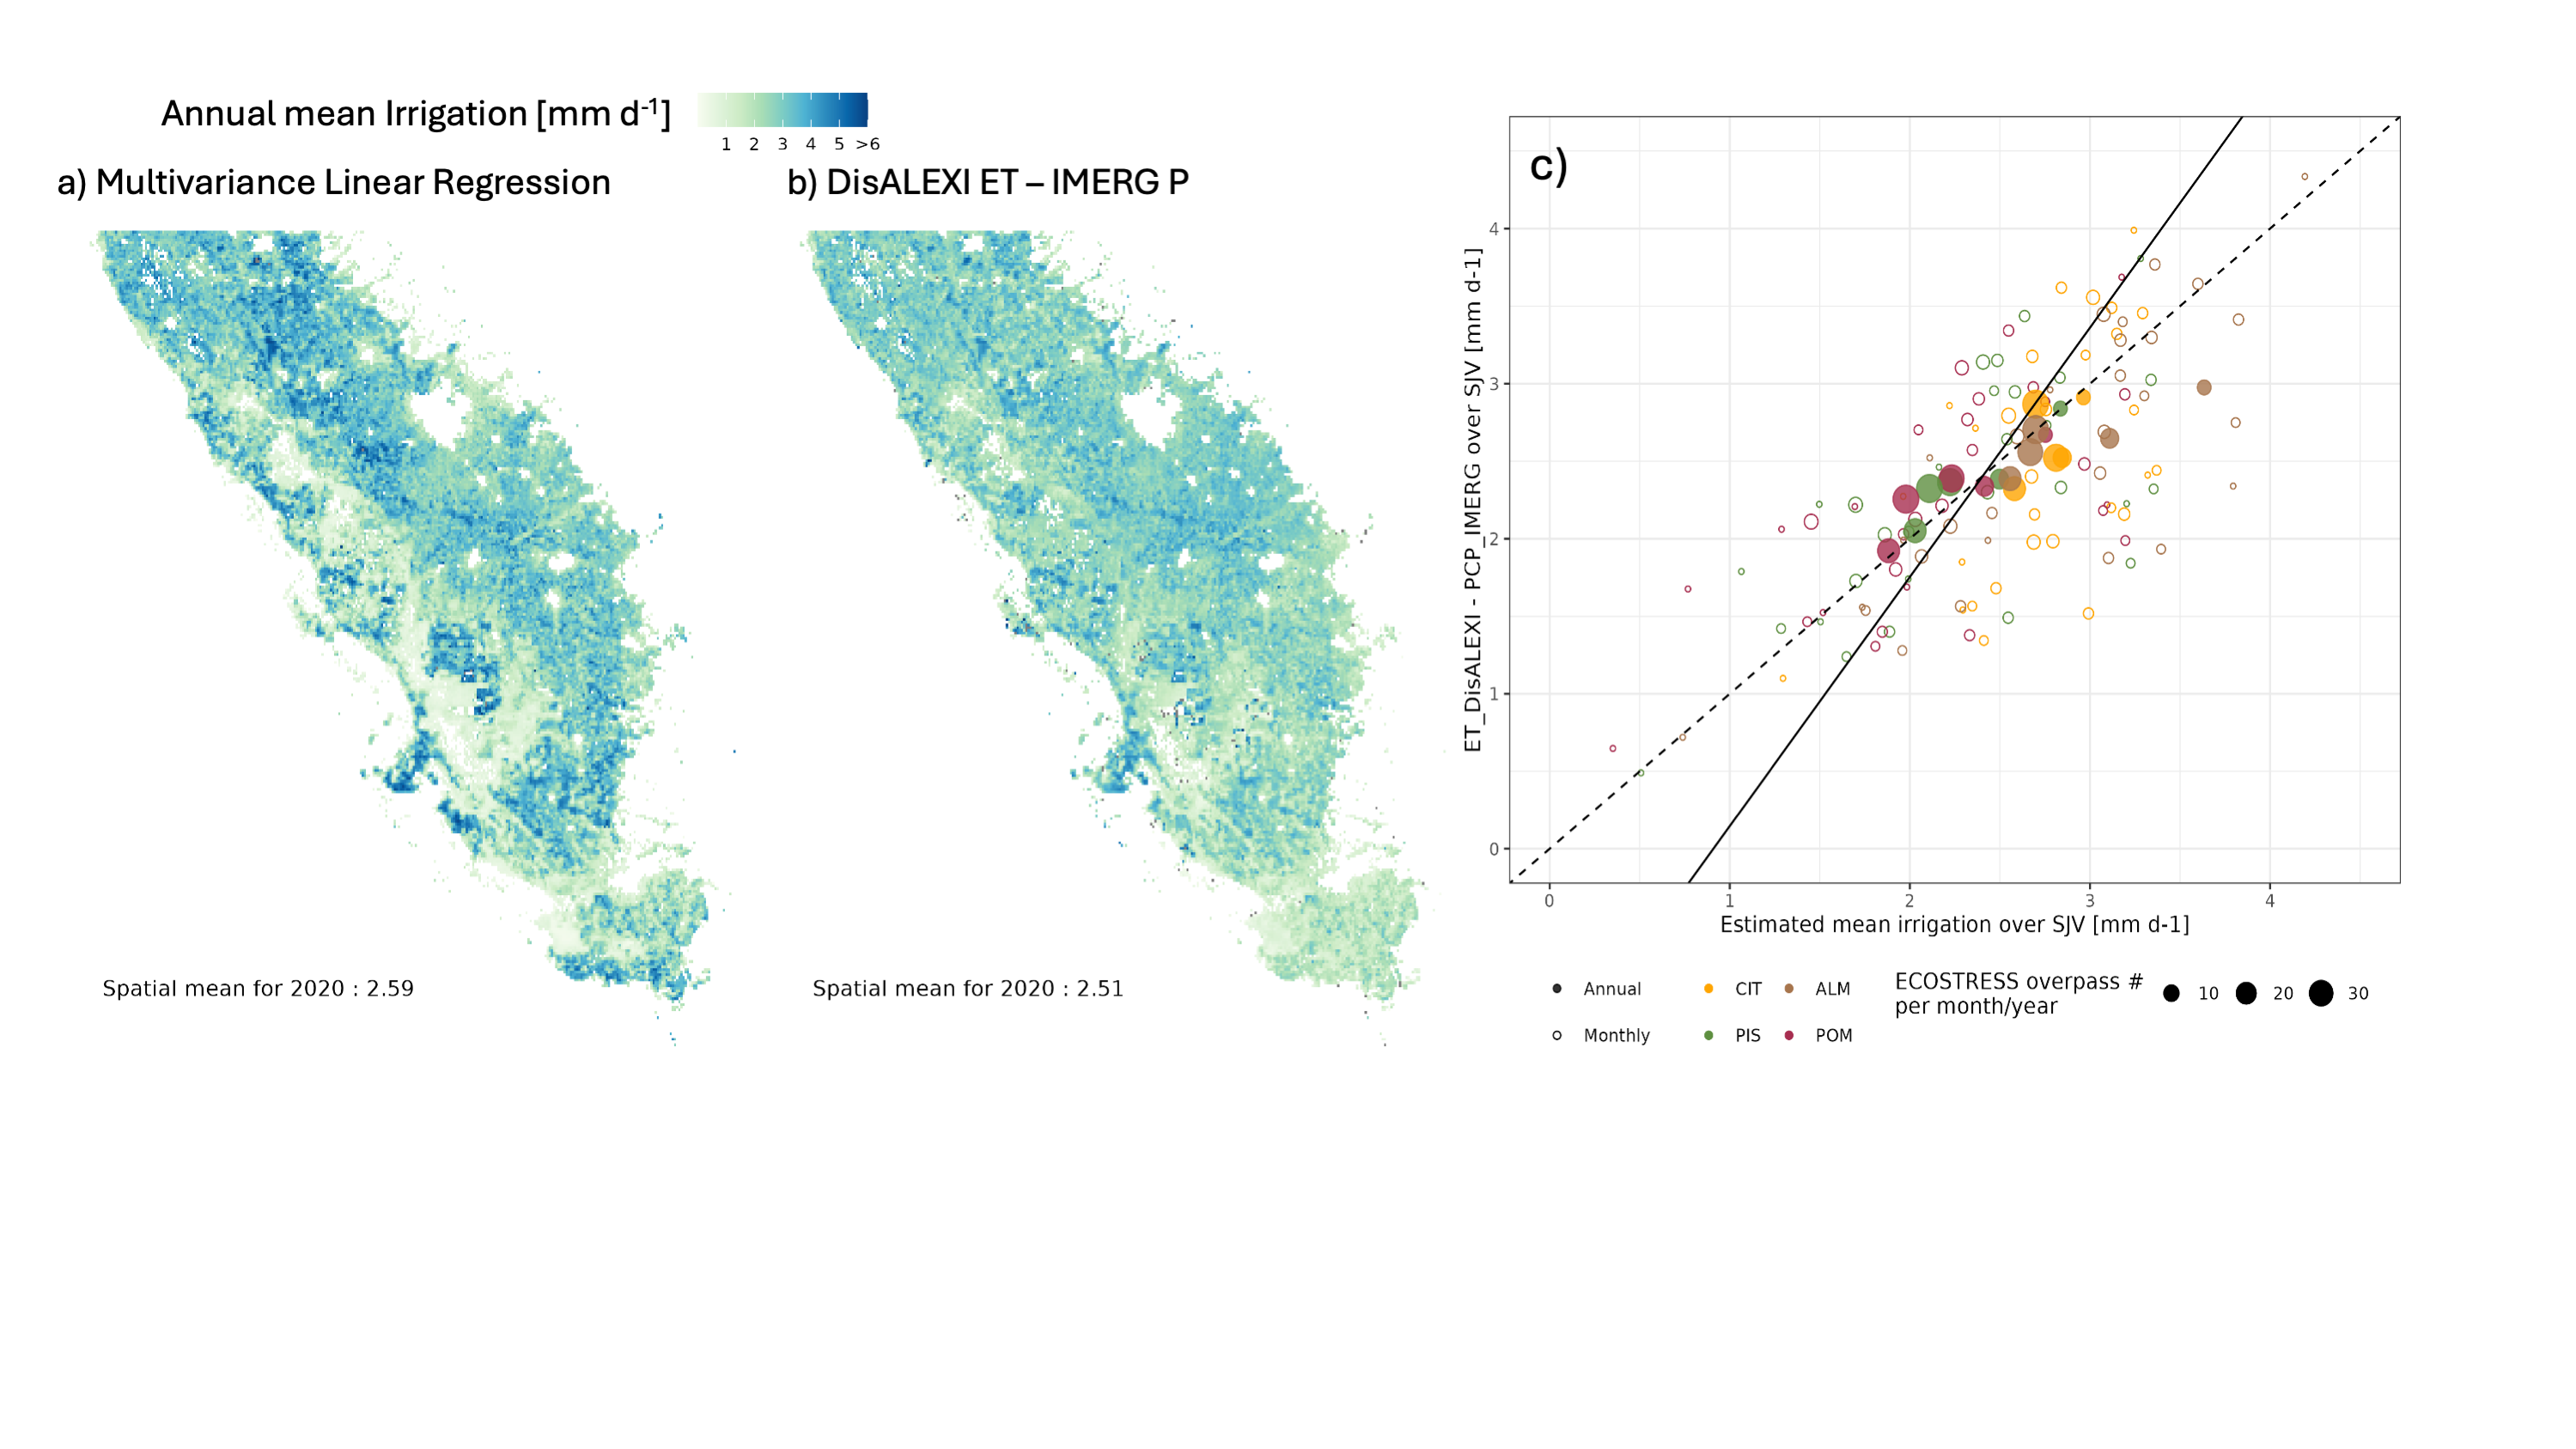 Annual mean Irrigation [mm d-1]
1 2 3 4 5 >6
a) Multivariance Linear Regression
b) DisALEXI ET – IMERG P
Spatial mean for 2020 : 2.59
Spatial mean for 2020 : 2.51
c)
ET_DisALEXI - PCP_IMERG over SJV [mm d-1]
4
3
2
1
0
0 1 2 3 4
Estimated mean irrigation over SJV [mm d-1]
Annual
Monthly
CIT ALM
PIS POM
ECOSTRESS overpass #
per month/year
10 20 30